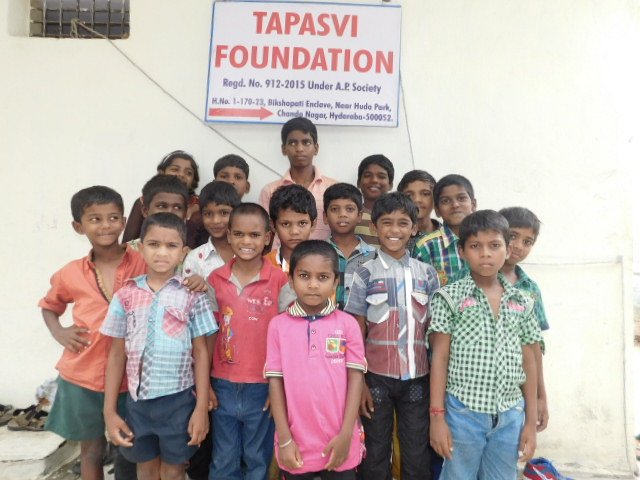 TAPASVI
FOUNDATION
Regd. No. 912-2015 Under A.P. Society
H.No. 1-170-23, Bikshopati Enclave, Near Huda Park,
Chanda Nagar, Hyderaba-500052.